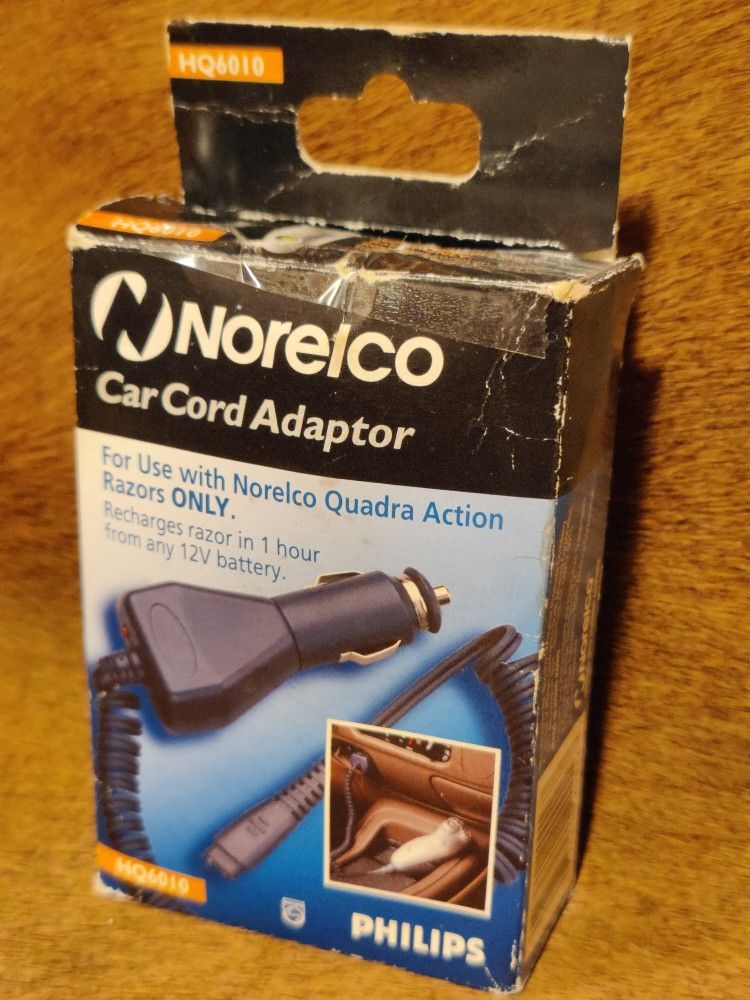 HQ6010
HQ6010
Norelco
Car Cord Adaptor
For Use with Norelco Quadra Action
Razors ONLY.
Recharges razor in 1 hour
from any 12V battery.
HQ6010
PHILIPS